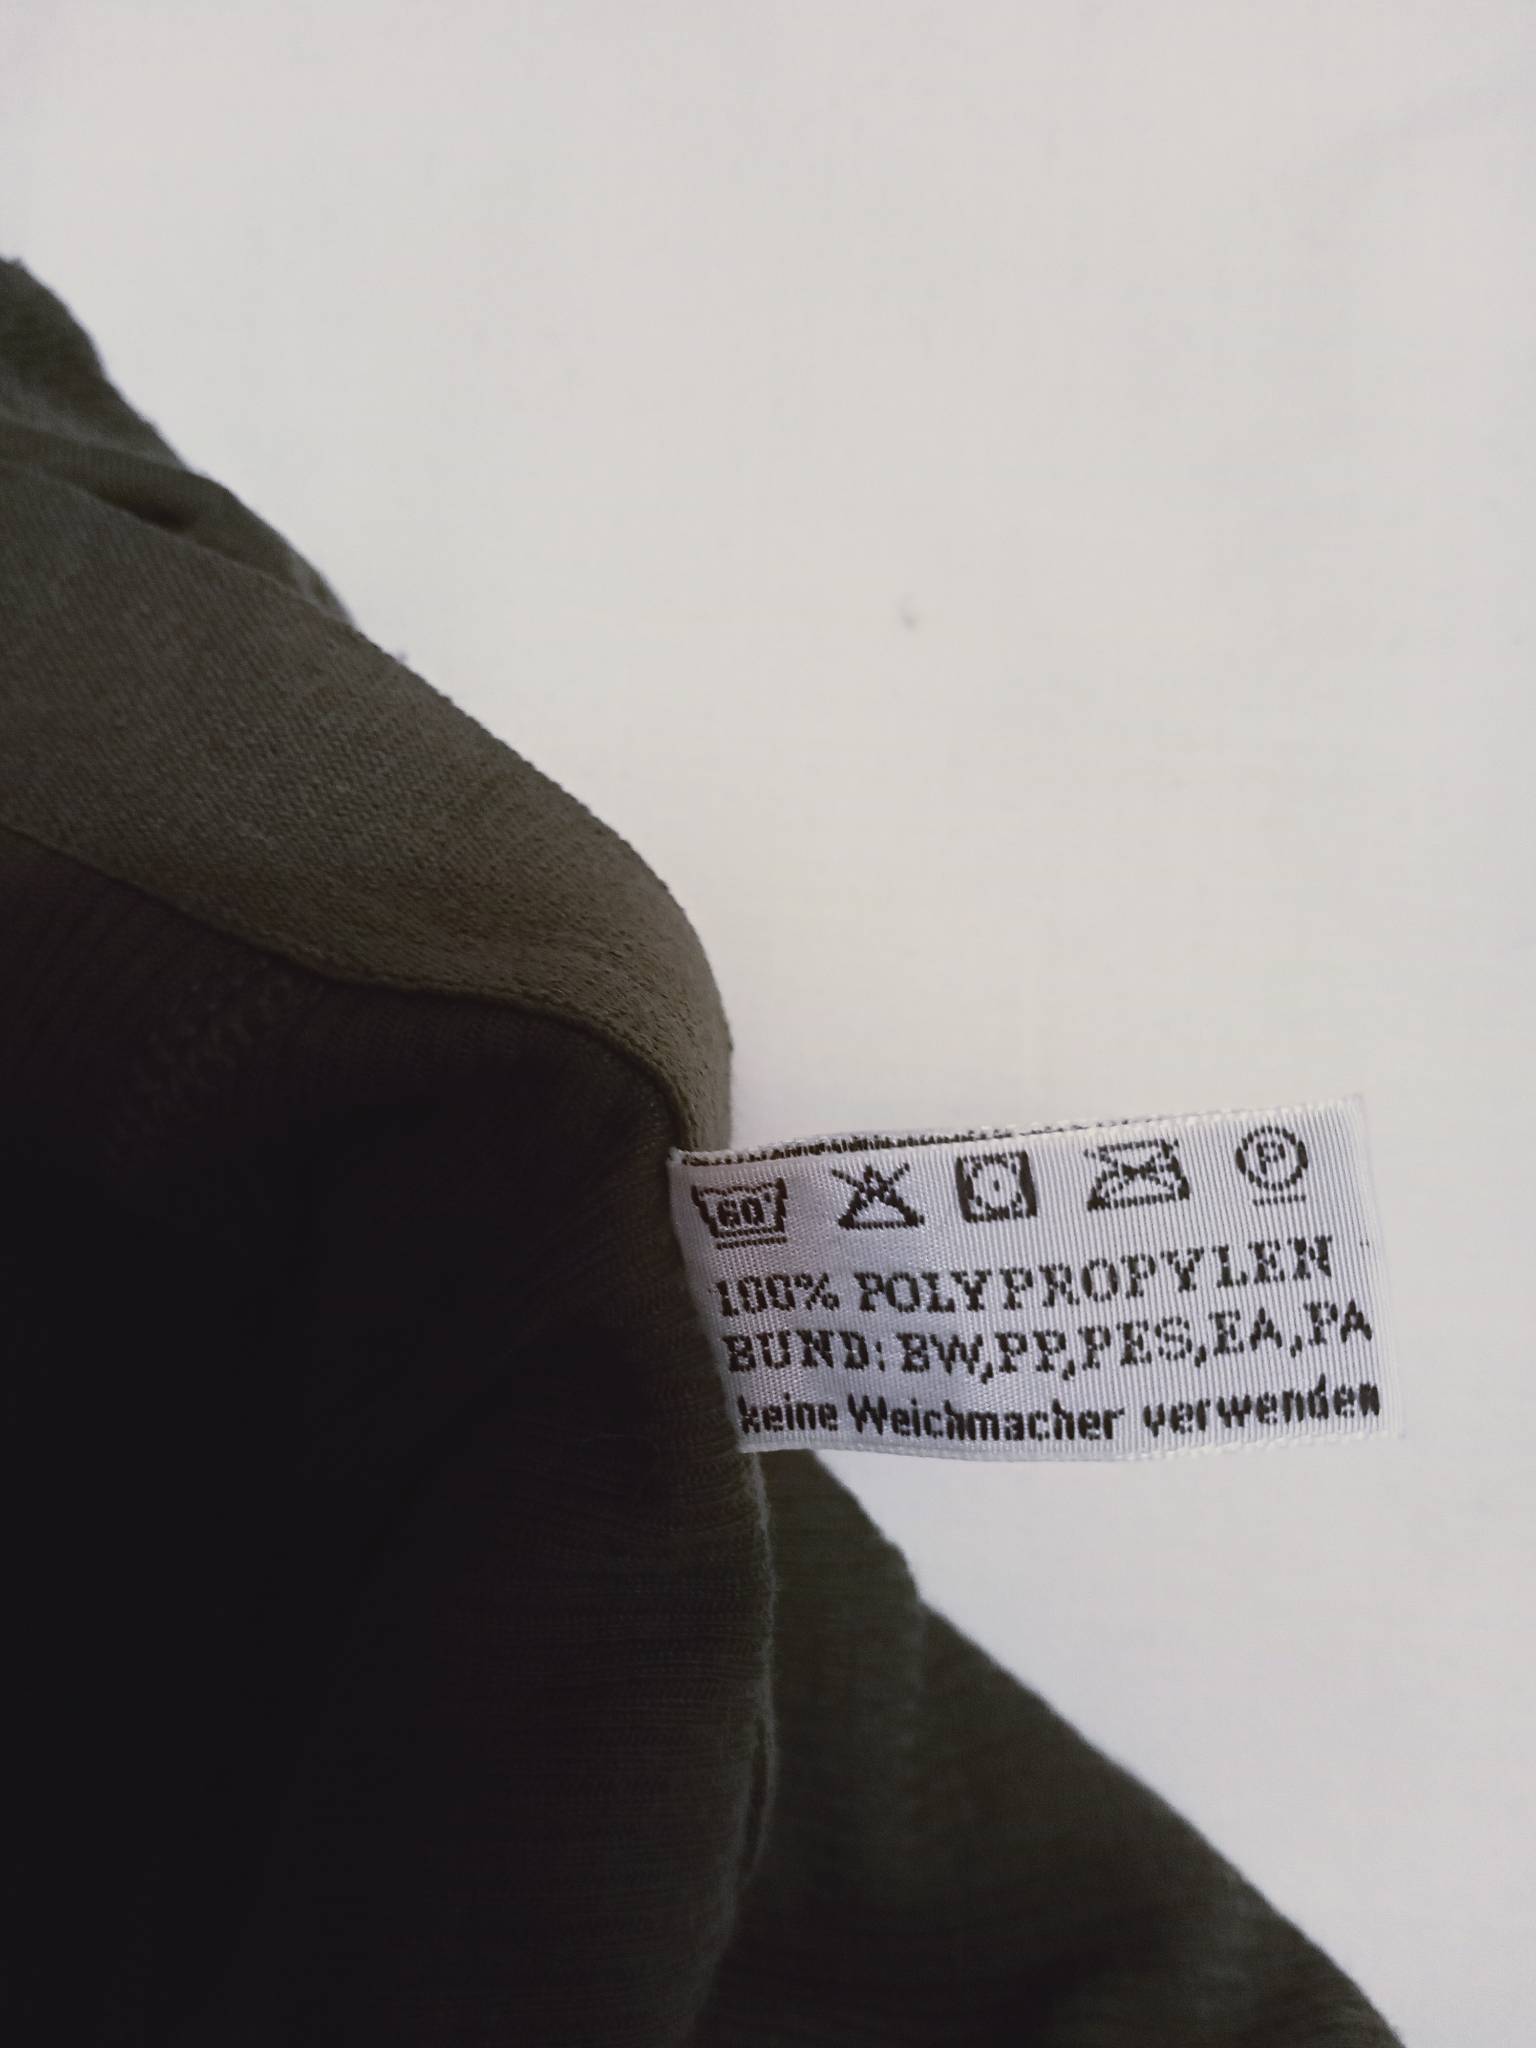 60°
P
100% POLYPROPYLEN
BUND: BW,PP,PES,EA,PA
keine Weichmacher verwenden